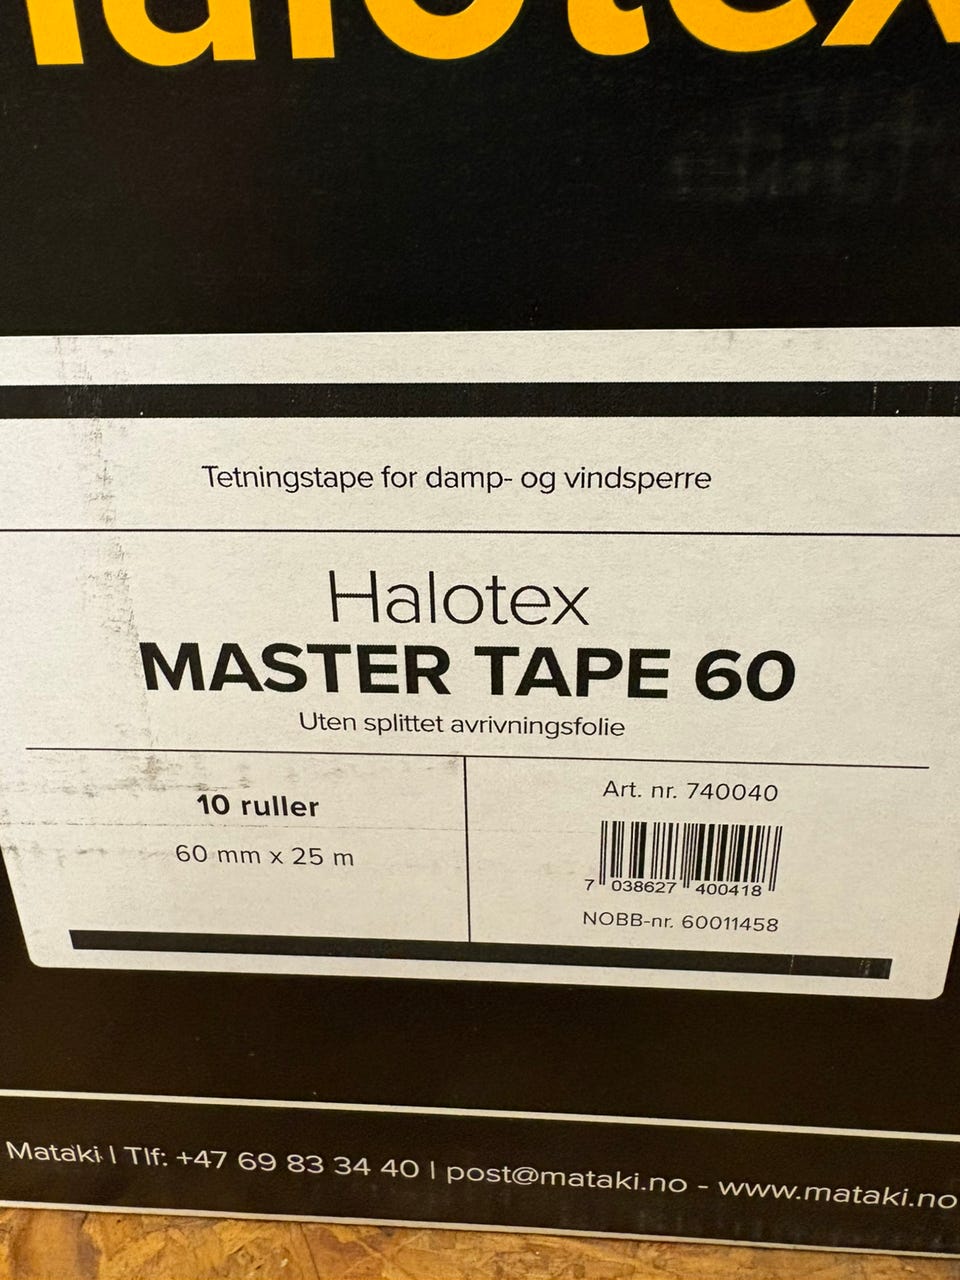 Halotex
Tetningstape for damp- og vindsperre
Halotex
MASTER TAPE 60
Uten splittet avrivningsfolie
10 ruller
60 mm x 25 m
Art. nr. 740040
7 038627 400418
NOBB-nr. 60011458
Mataki | Tlf: +47 69 83 34 40 | post@mataki.no - www.mataki.no